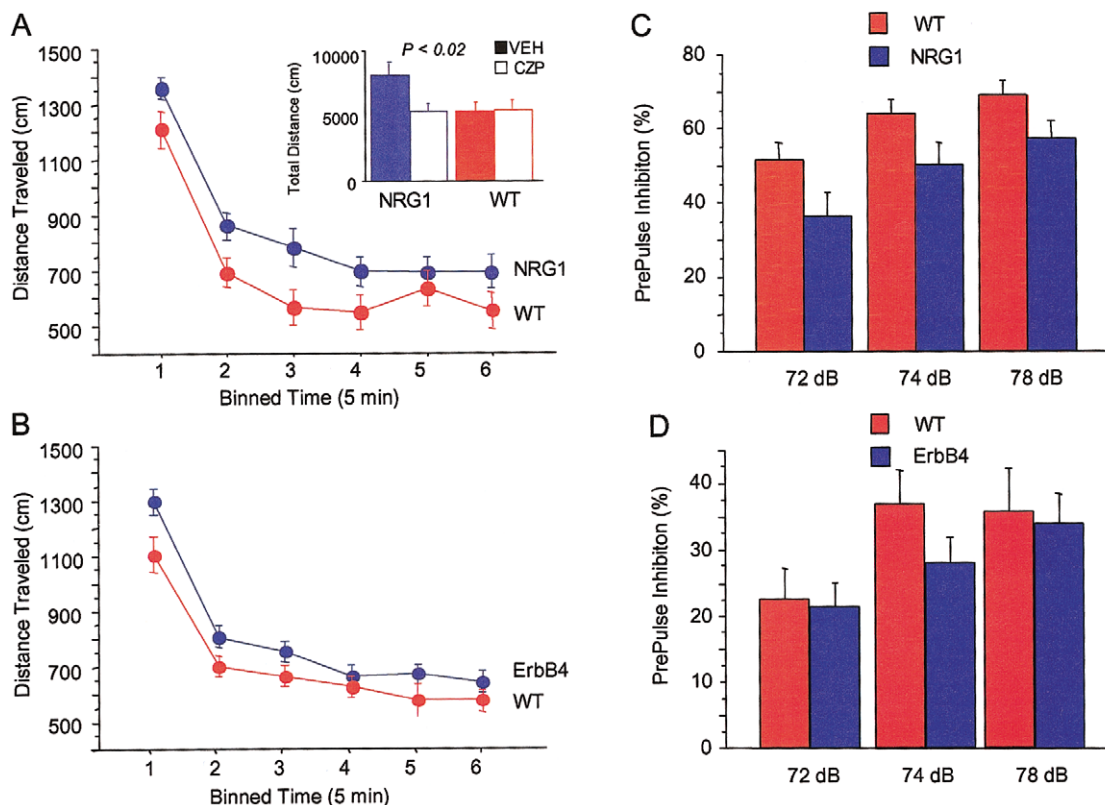 A
1500
1300
1100
900
700
500
Distance Traveled (cm)
1 2 3 4 5 6
Binned Time (5 min)
NRG1
WT
P < 0.02
VEH
CZP
10000
5000
0
Total Distance (cm)
NRG1 WT
C
WT
NRG1
80
60
40
20
0
PrePulse Inhibiton (%)
72 dB 74 dB 78 dB
B
1500
1300
1100
900
700
500
Distance Traveled (cm)
1 2 3 4 5 6
Binned Time (5 min)
ErbB4
WT
D
WT
ErbB4
40
30
20
10
0
PrePulse Inhibiton (%)
72 dB 74 dB 78 dB